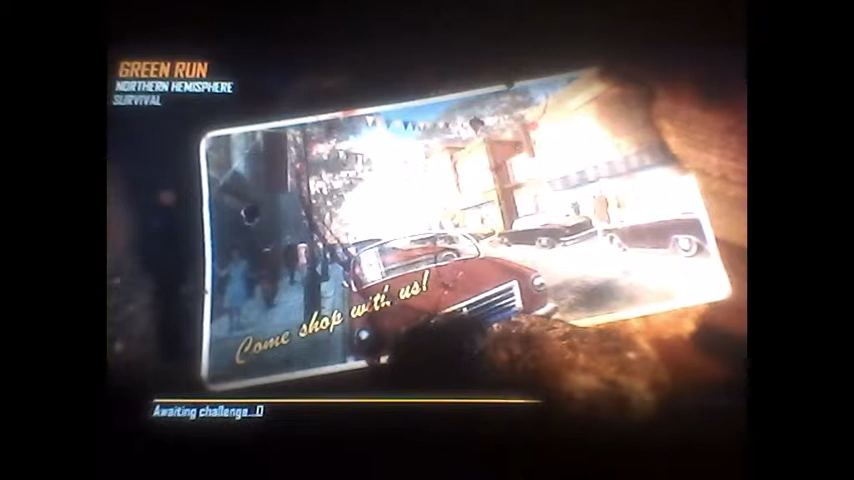 GREEN RUN
NORTHERN HEMISPHERE
SURVIVAL
Come shop with us!
Awaiting challenge...0